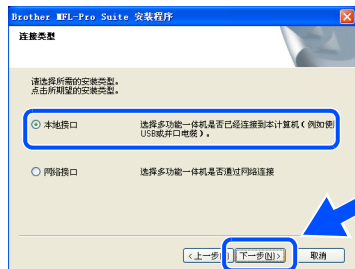 Brother MFL-Pro Suite 安装程序
连接类型
请选择所需的安装类型。
点击所期望的安装类型。
本地接口
选择多功能一体机是否已经连接到本计算机(例如使
USB或并口电缆)。
网络接口
选择多功能一体机是否通过网络连接
<上一步 下一步(N)> 取消